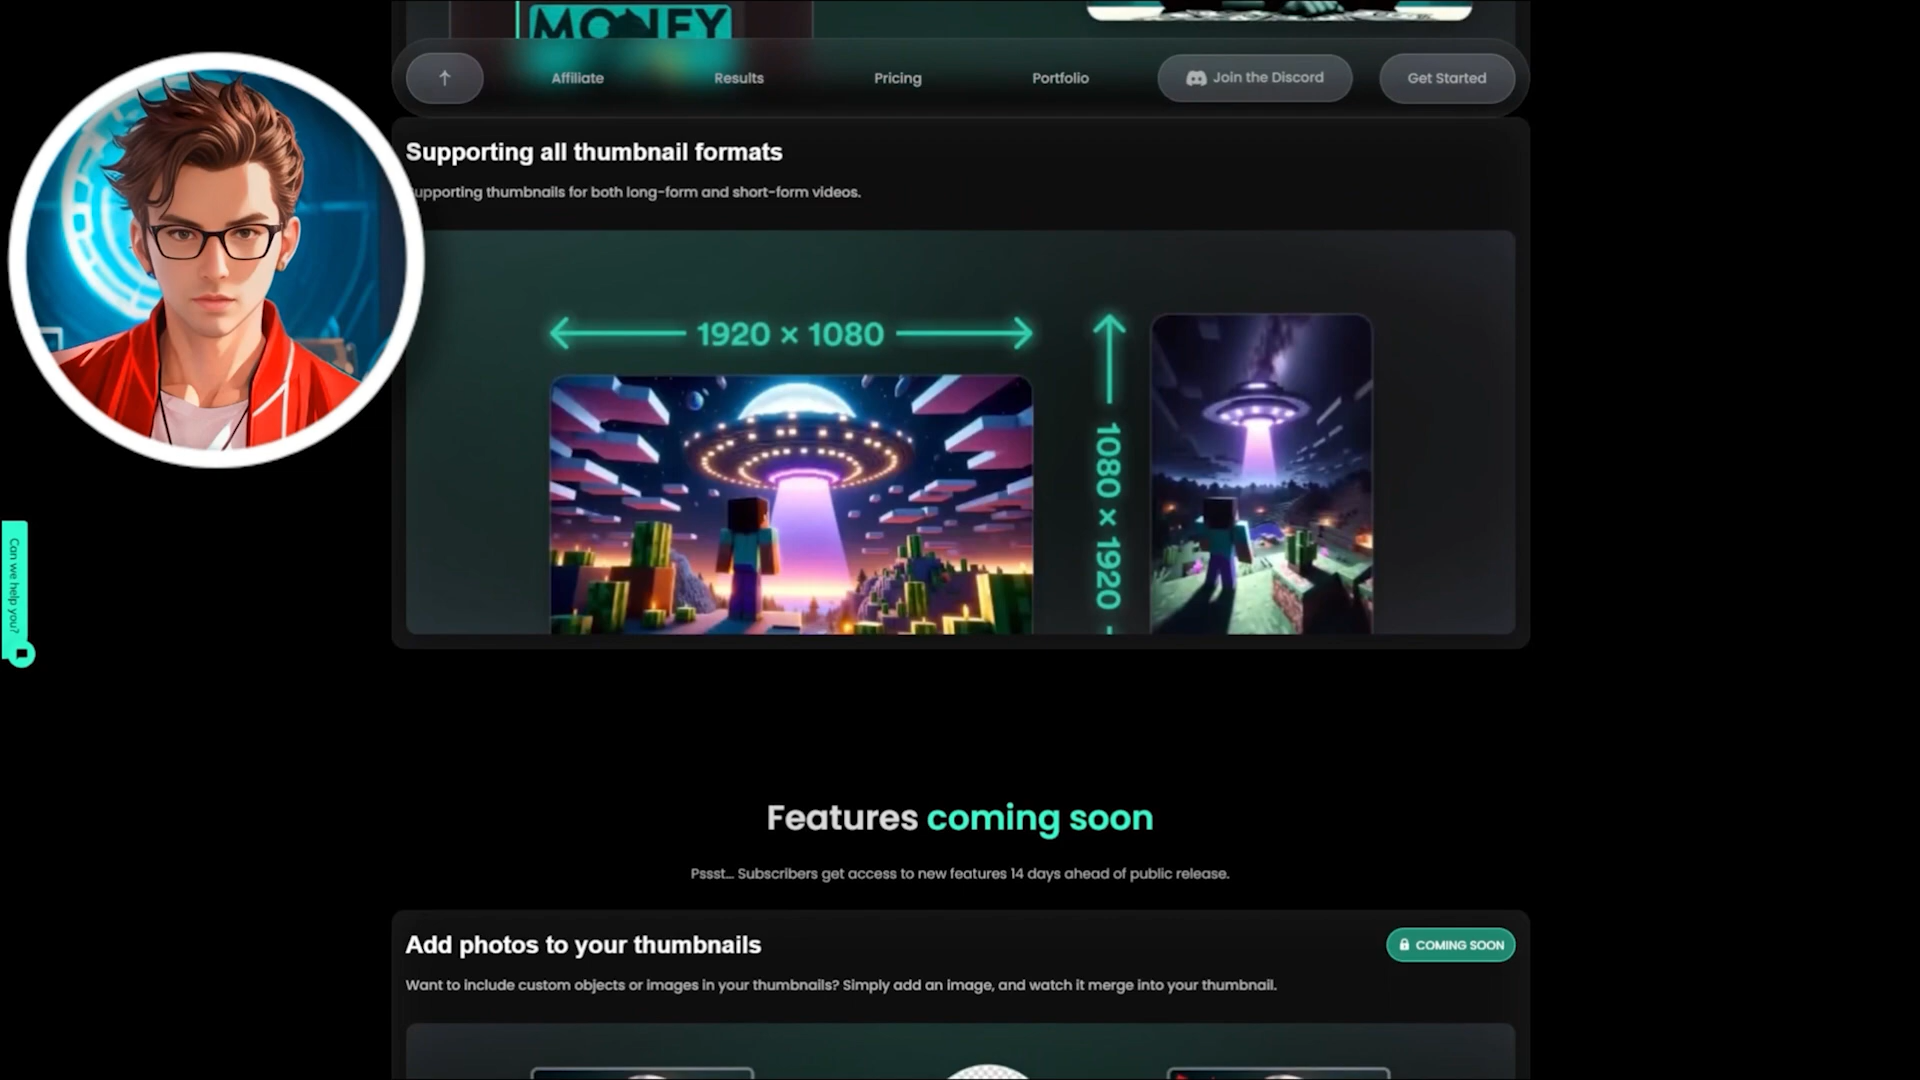 MONEY
Affiliate
Results
Pricing
Portfolio
Join the Discord
Get Started
Supporting all thumbnail formats
upporting thumbnails for both long-form and short-form videos.
1920 × 1080
1080 × 1920
Can we help you?
Features coming soon
Pssst... Subscribers get access to new features 14 days ahead of public release.
Add photos to your thumbnails
COMING SOON
Want to include custom objects or images in your thumbnails? Simply add an image, and watch it merge into your thumbnail.